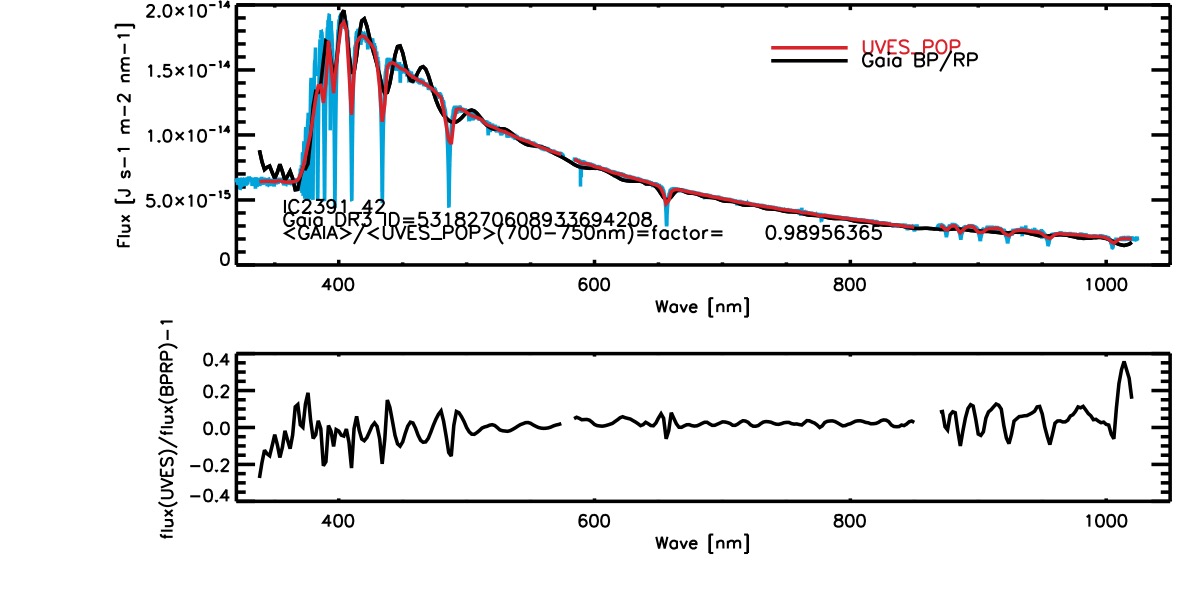 2.0×10⁻¹⁴
1.5×10⁻¹⁴
1.0×10⁻¹⁴
5.0×10⁻¹⁵
0
Flux [J s−1 m−2 nm−1]
UVES_POP
Gaia BP/RP
IC2391_42
Gaia DR3 ID=5318270608933694208
<GAIA>/<UVES_POP>(700−750nm)=factor= 0.98956365
400 600 800 1000
Wave [nm]
0.4
0.2
0.0
−0.2
−0.4
flux(UVES)/flux(BPRP)−1
400 600 800 1000
Wave [nm]